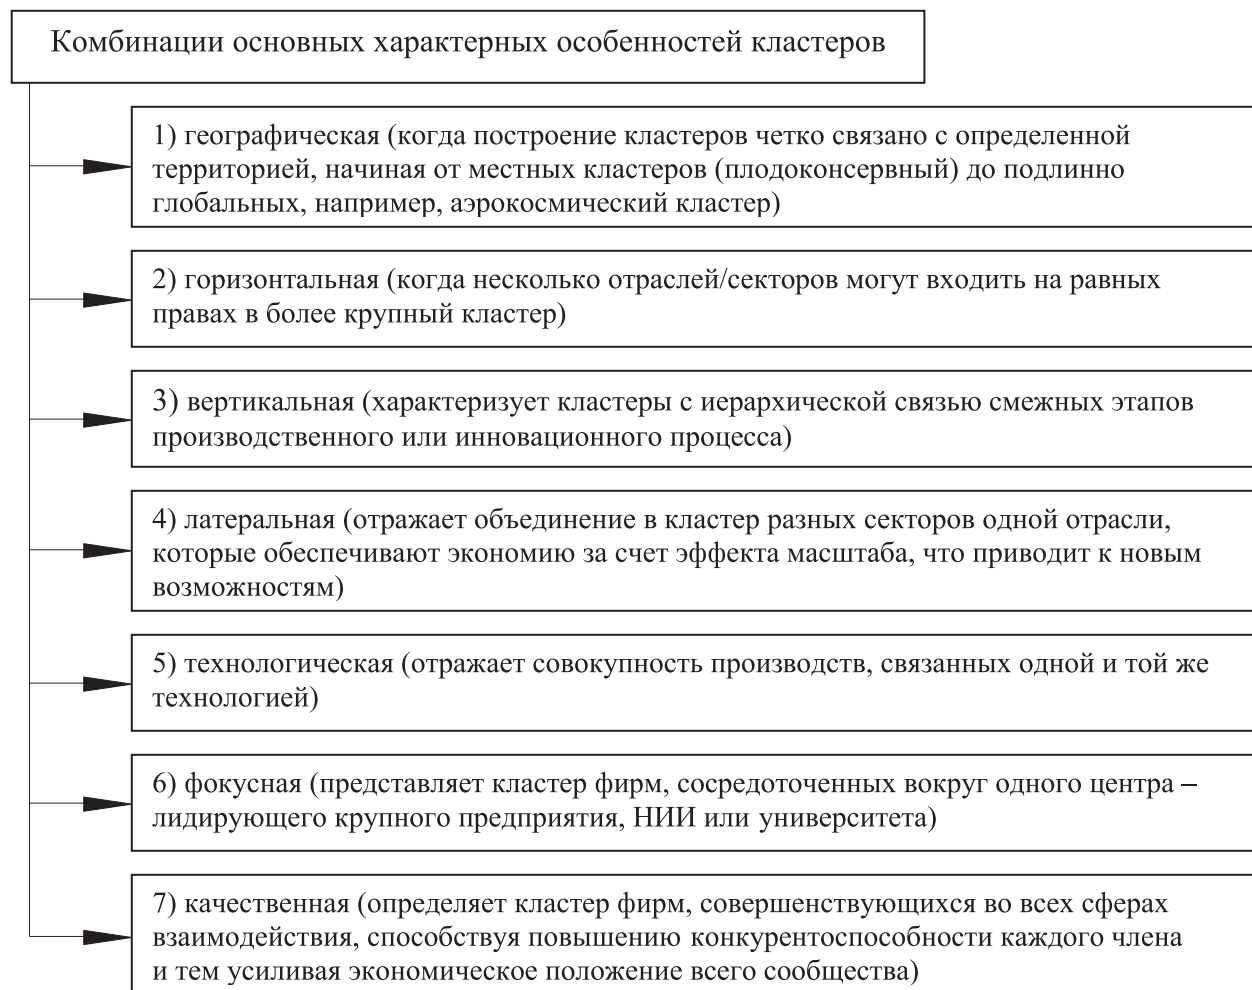 Комбинации основных характерных особенностей кластеров
1) географическая (когда построение кластеров четко связано с определенной
территорией, начиная от местных кластеров (плодоконсервный) до подлинно
глобальных, например, аэрокосмический кластер)
2) горизонтальная (когда несколько отраслей/секторов могут входить на равных
правах в более крупный кластер)
3) вертикальная (характеризует кластеры с иерархической связью смежных этапов
производственного или инновационного процесса)
4) латеральная (отражает объединение в кластер разных секторов одной отрасли,
которые обеспечивают экономию за счет эффекта масштаба, что приводит к новым
возможностям)
5) технологическая (отражает совокупность производств, связанных одной и той же
технологией)
6) фокусная (представляет кластер фирм, сосредоточенных вокруг одного центра –
лидирующего крупного предприятия, НИИ или университета)
7) качественная (определяет кластер фирм, совершенствующихся во всех сферах
взаимодействия, способствуя повышению конкурентоспособности каждого члена
и тем усиливая экономическое положение всего сообщества)